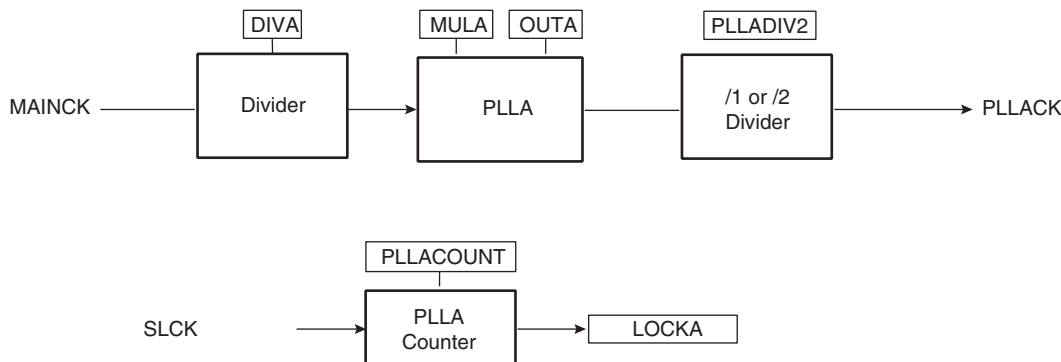 DIVA
MULA
OUTA
PLLADIV2
MAINCK
Divider
PLLA
/1 or /2
Divider
PLLACK
PLLACOUNT
SLCK
PLLA
Counter
LOCKA